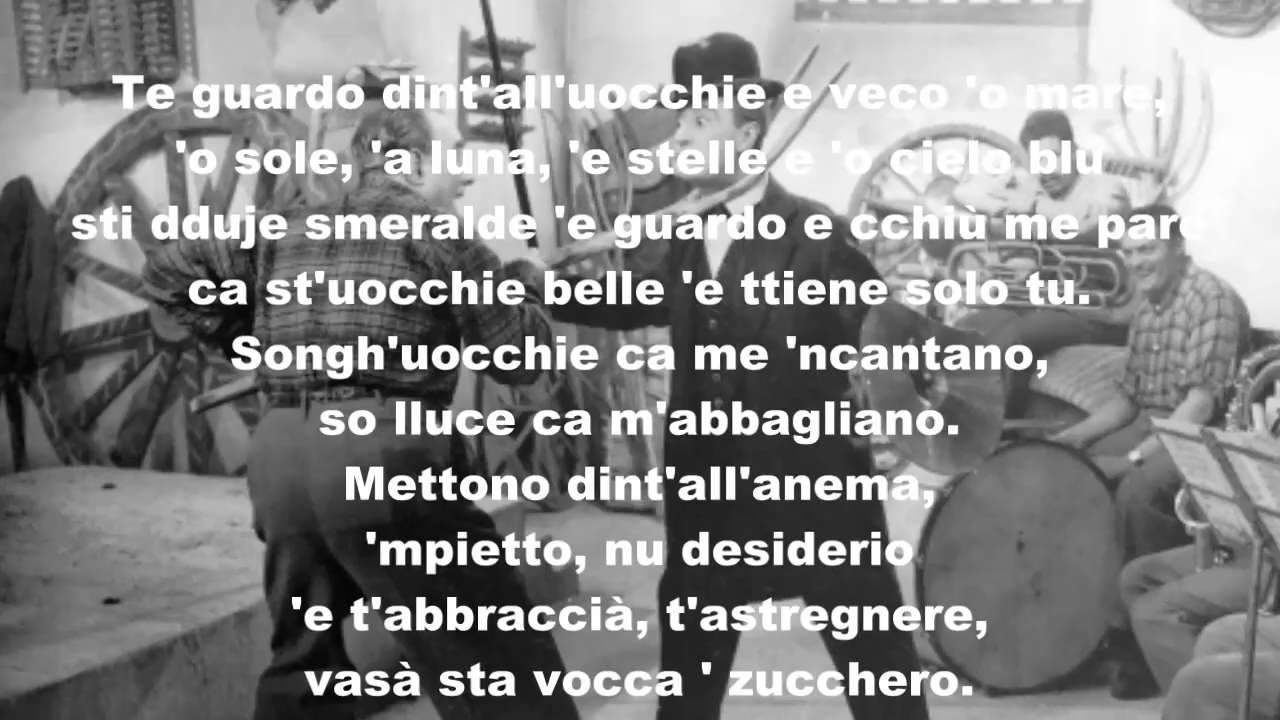 Te guardo dint'all'uocchie e veco 'o mare,
'o sole, 'a luna, 'e stelle e 'o cielo blu
sti dduje smeralde 'e guardo e cchiù me pare
ca st'uocchie belle 'e ttiene solo tu.
Songh'uocchie ca me 'ncantano,
so lluce ca m'abbagliano.
Mettono dint'all'anema,
'mpietto, nu desiderio
'e t'abbraccià, t'astregnere,
vasà sta vocca ' zucchero.